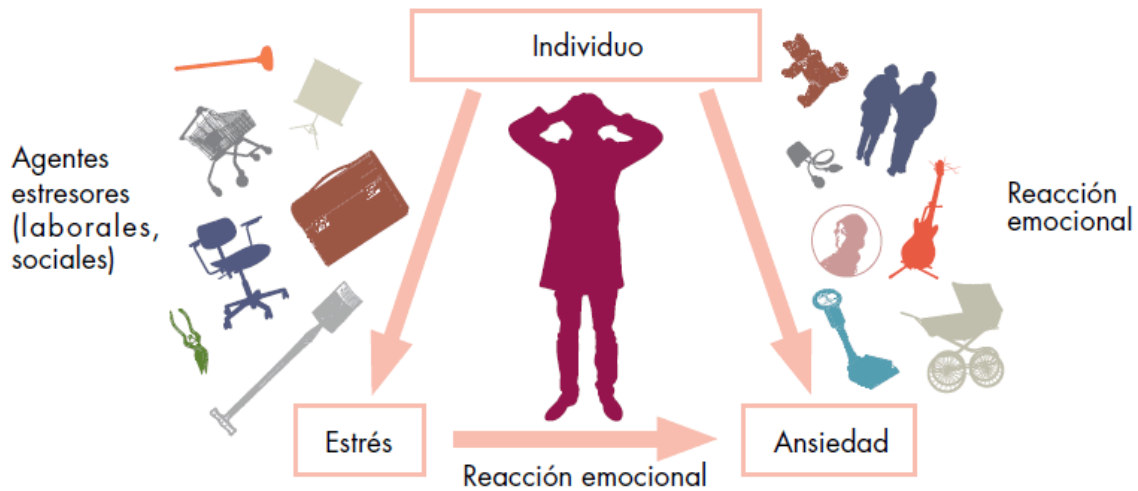 Individuo
Agentes
estresores
(laborales,
sociales)
Reacción
emocional
Estrés
Reacción emocional
Ansiedad